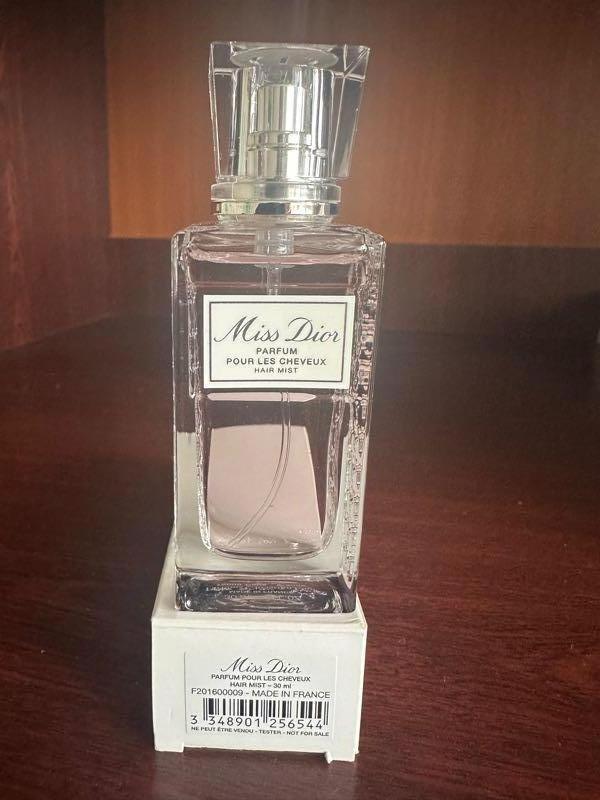 Miss Dior
PARFUM
POUR LES CHEVEUX
HAIR MIST
Miss Dior
PARFUM POUR LES CHEVEUX
HAIR MIST - 30 ml
F201600009 - MADE IN FRANCE
3 348901 256544
NE PEUT ÊTRE VENDU - TESTER - NOT FOR SALE